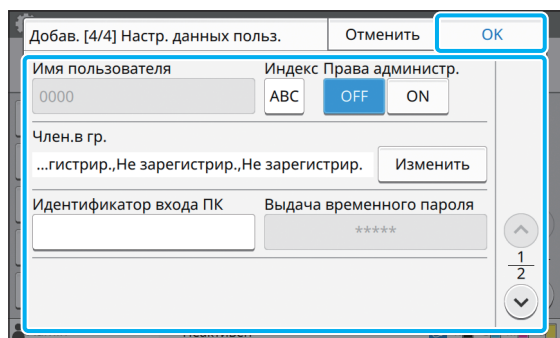 Добав. [4/4] Настр. данных польз.
Отменить
OK
Имя пользователя
Индекс
Права администр.
0000
ABC
OFF
ON
Член.в гр.
...гистрир.,Не зарегистрир.,Не зарегистрир.
Изменить
Идентификатор входа ПК
Выдача временного пароля
*****
1
2